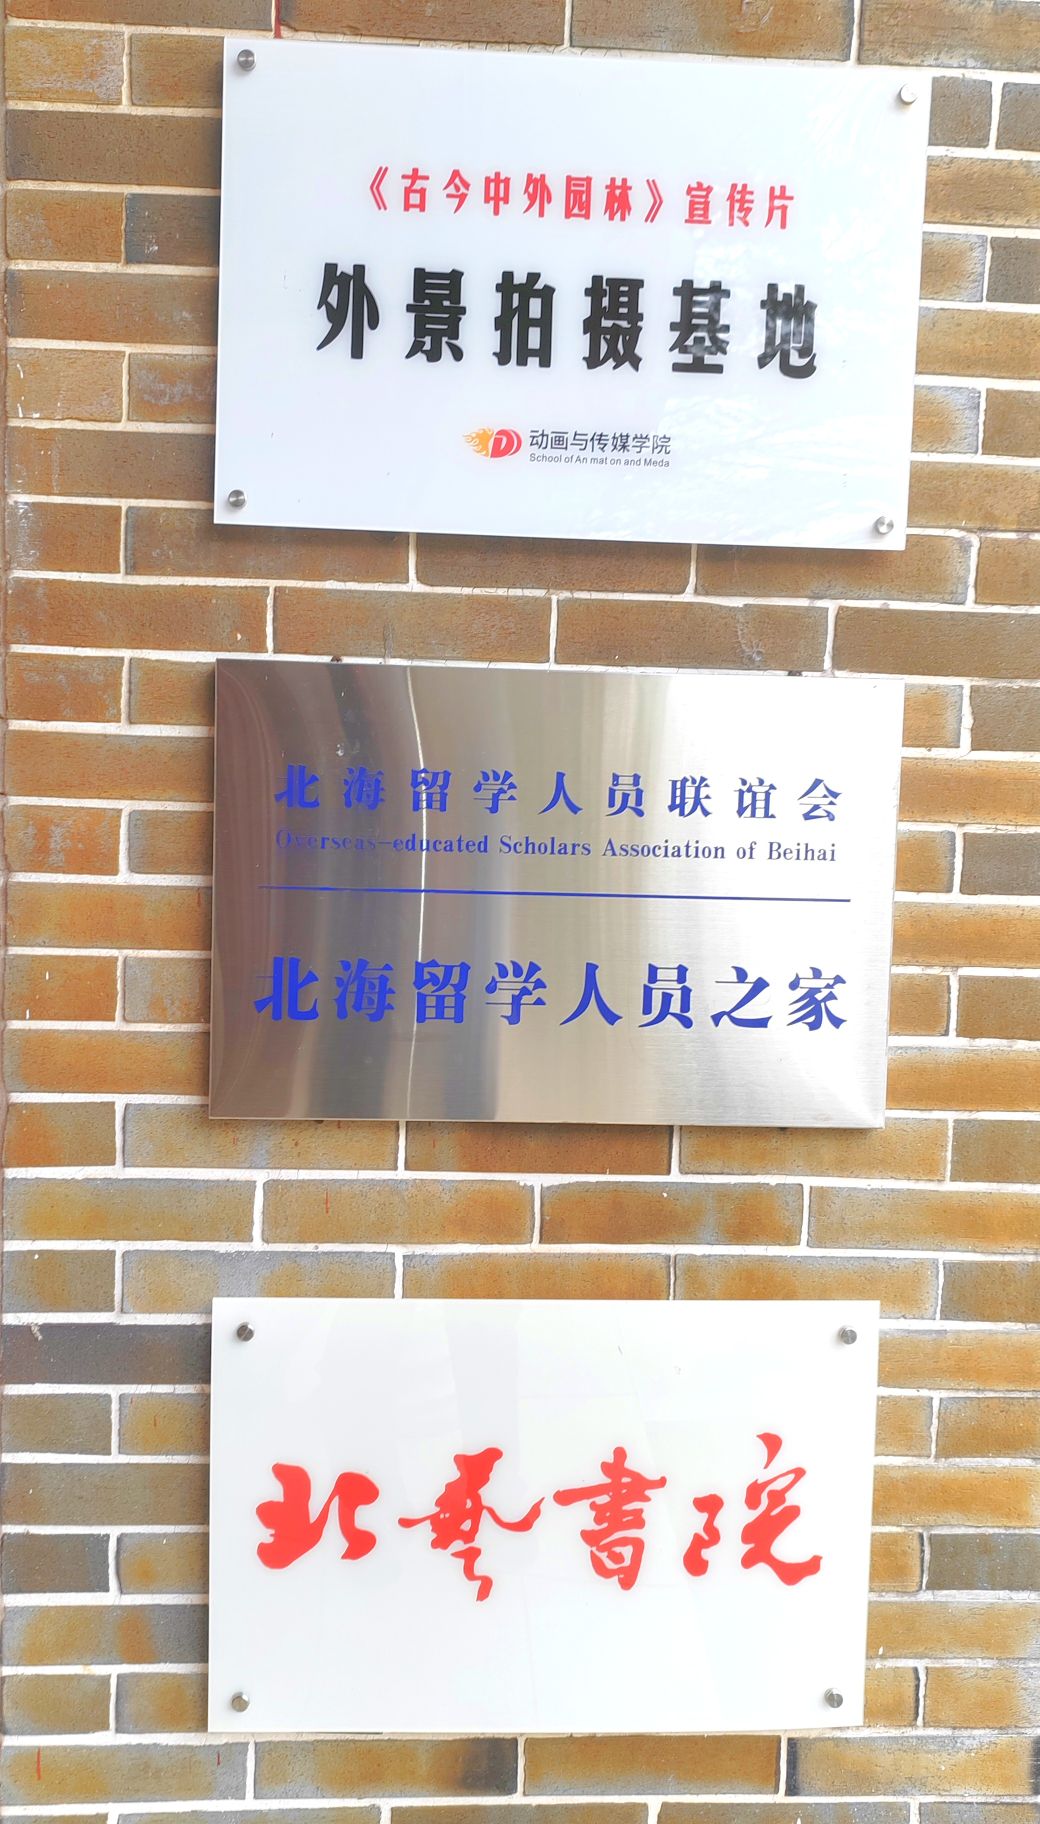 《古今中外园林》宣传片
外景拍摄基地
动画与传媒学院
School of An mat on and Meda
北海留学人员联谊会
Overseas-educated Scholars Association of Beihai
北海留学人员之家
北藝書院